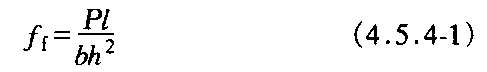 f_f = Pl / bh^2 (4.5.4-1)